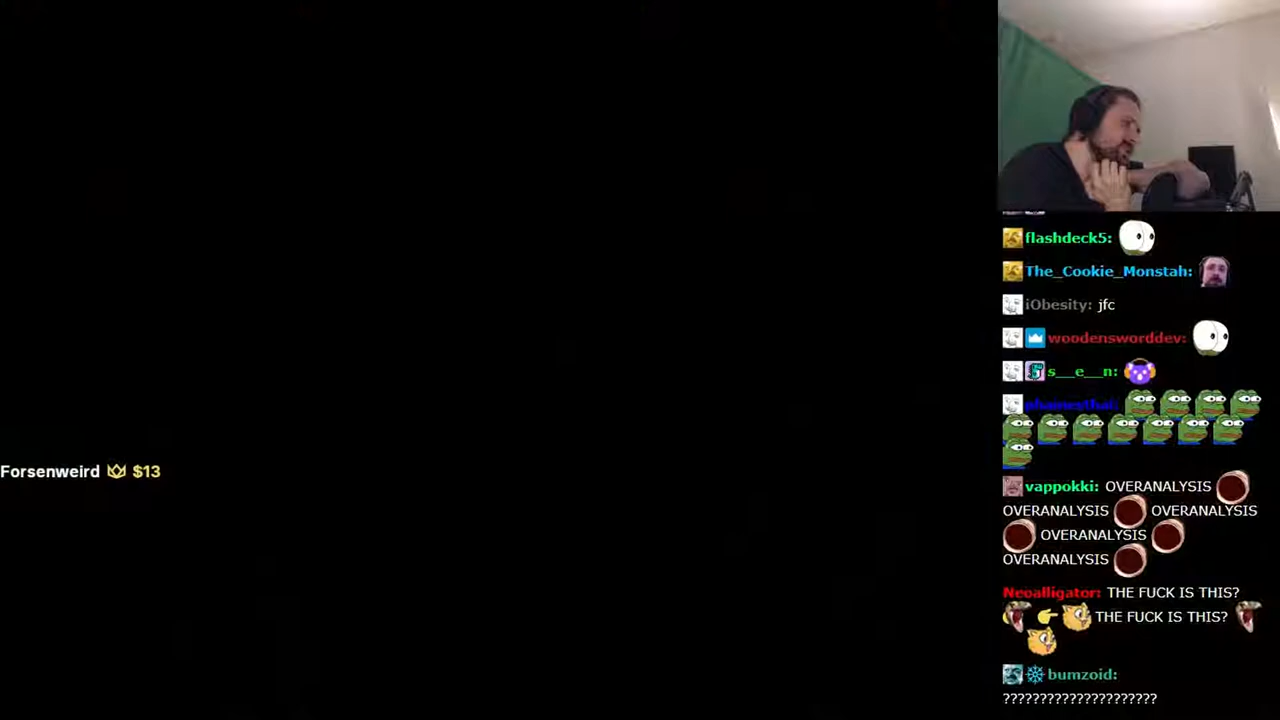 Forsenweird $13
flashdeck5:
The_Cookie_Monstah:
iObesity: jfc
woodensworddev:
s__e__n:
vappokki: OVERANALYSIS
OVERANALYSIS OVERANALYSIS
OVERANALYSIS
OVERANALYSIS
Neoalligator: THE FUCK IS THIS?
THE FUCK IS THIS?
bumzoid:
?????????????????????